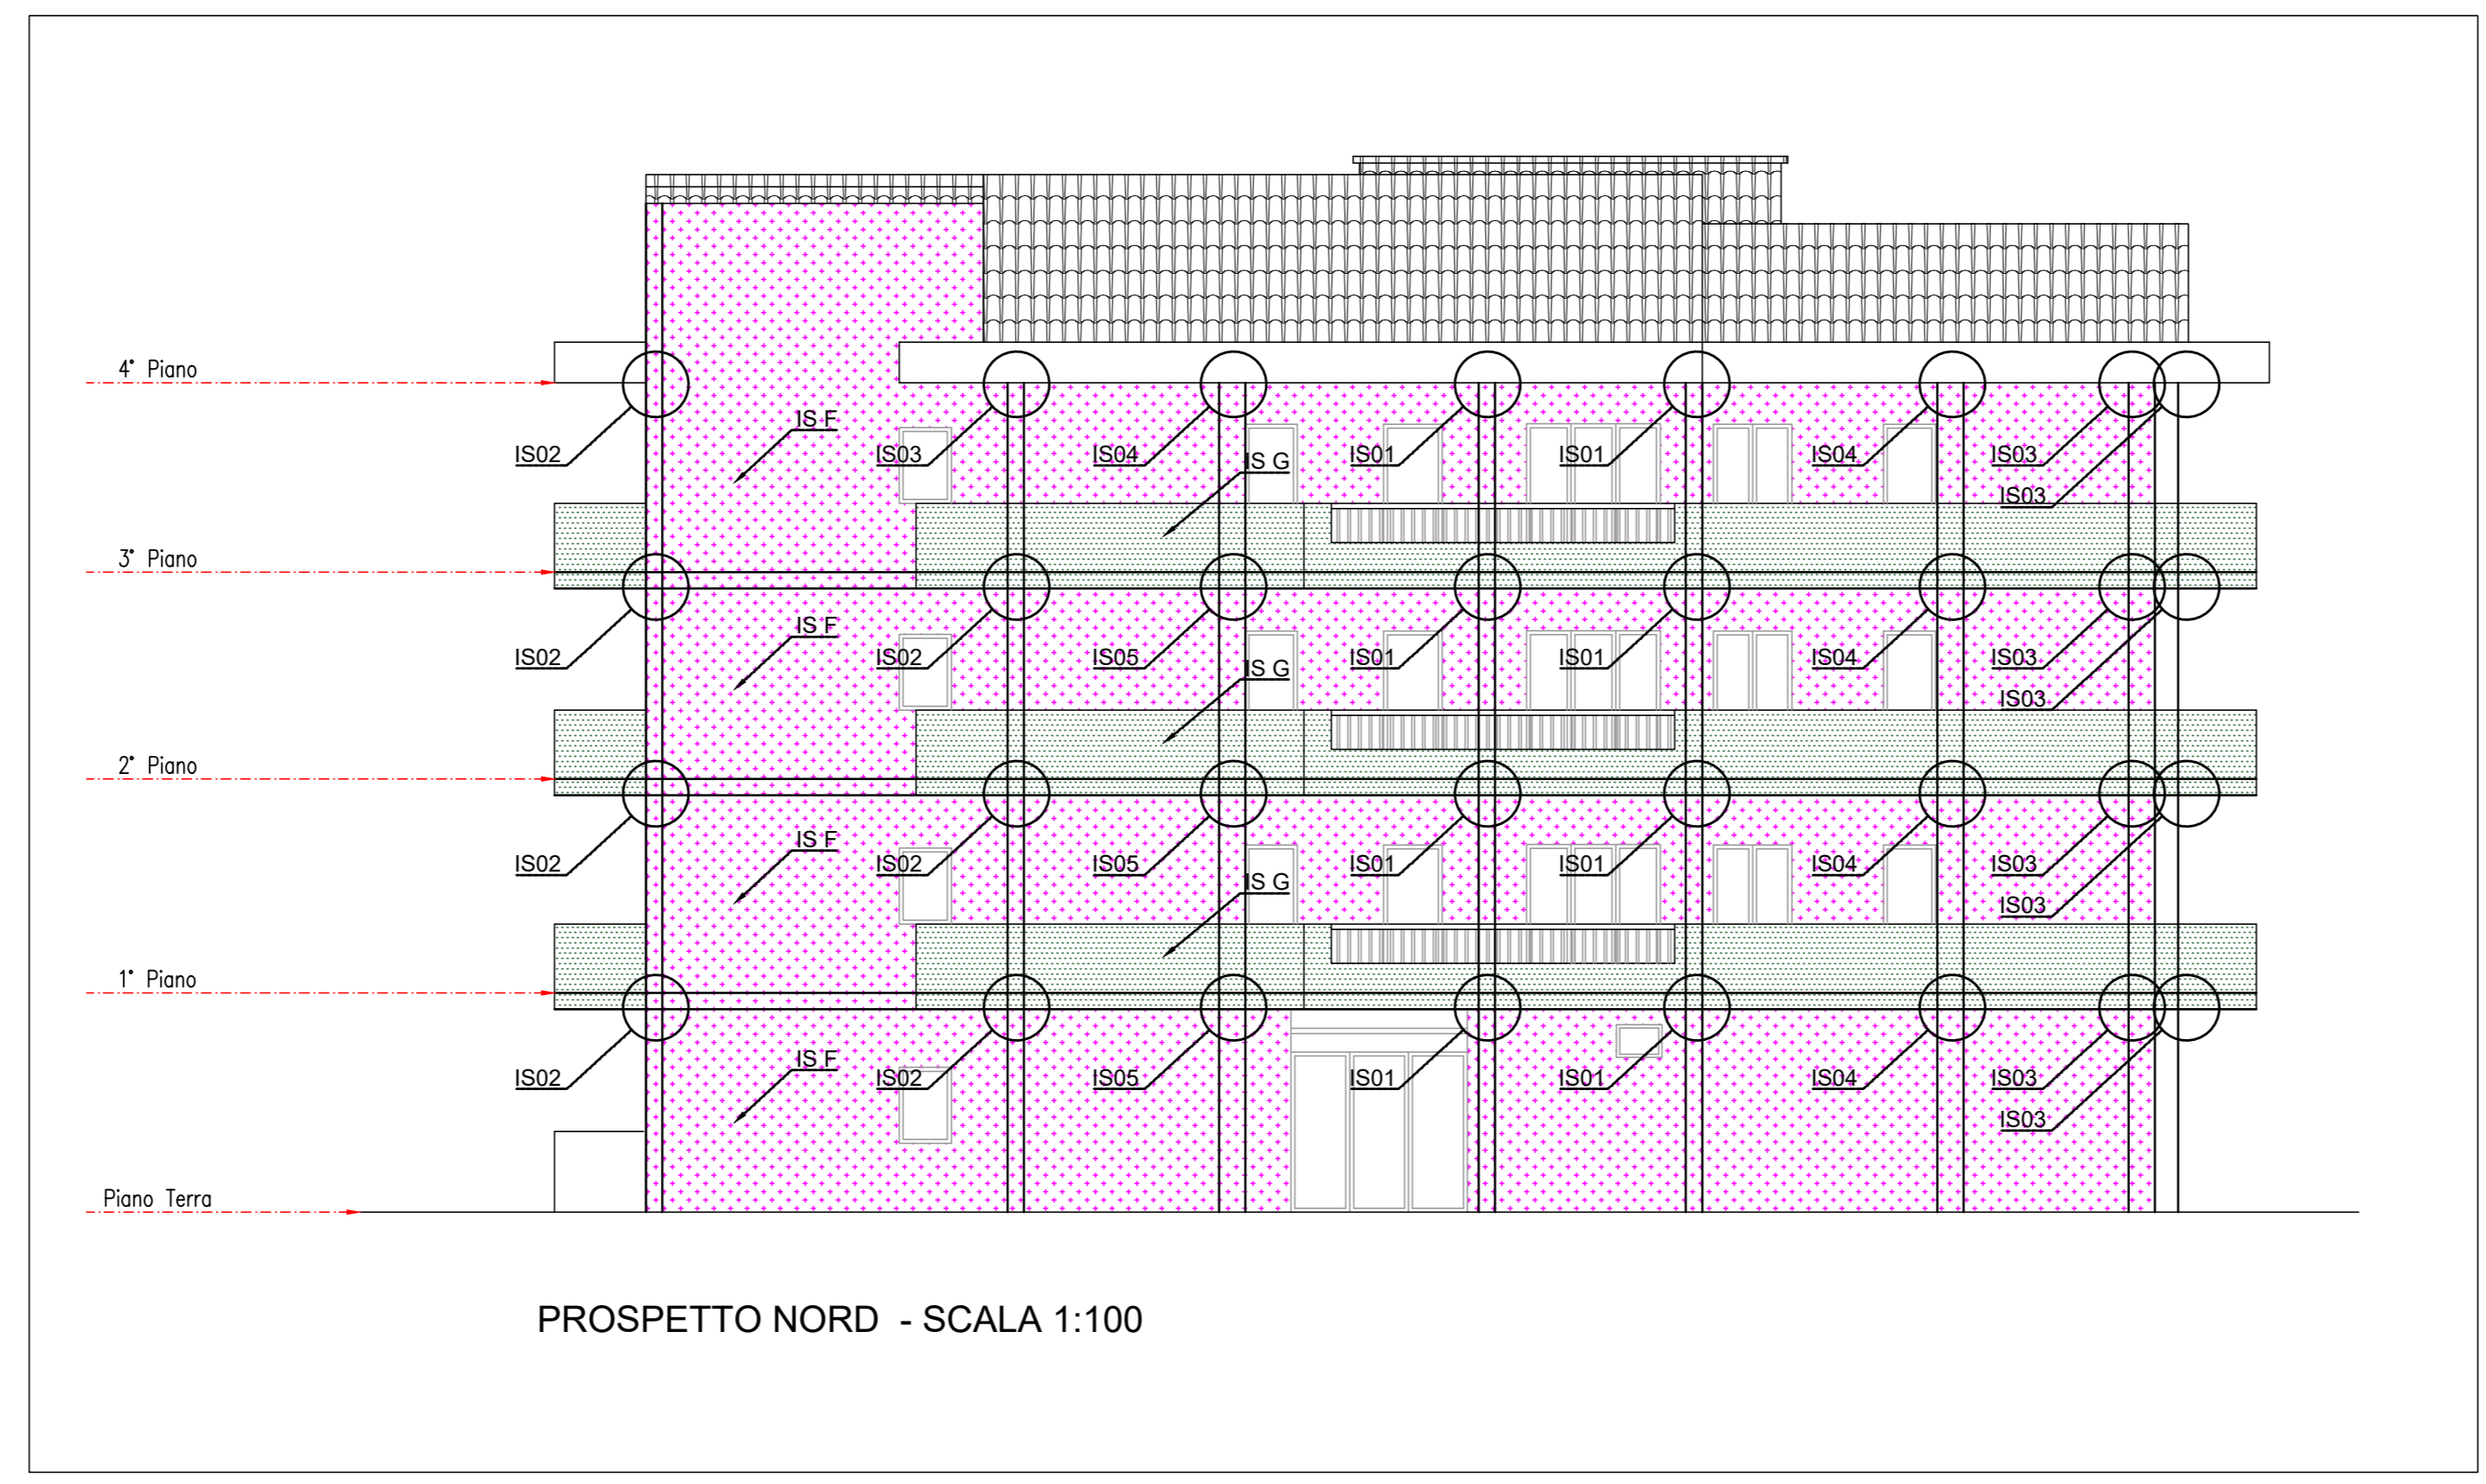 4° Piano
IS F
IS02
IS03
IS04
IS01
IS01
IS04
IS03
IS G
IS03
3° Piano
IS F
IS02
IS02
IS05
IS01
IS01
IS04
IS03
IS G
IS03
2° Piano
IS F
IS02
IS02
IS05
IS01
IS01
IS04
IS03
IS G
IS03
1° Piano
IS F
IS02
IS02
IS05
IS01
IS01
IS04
IS03
IS03
Piano Terra
PROSPETTO NORD - SCALA 1:100